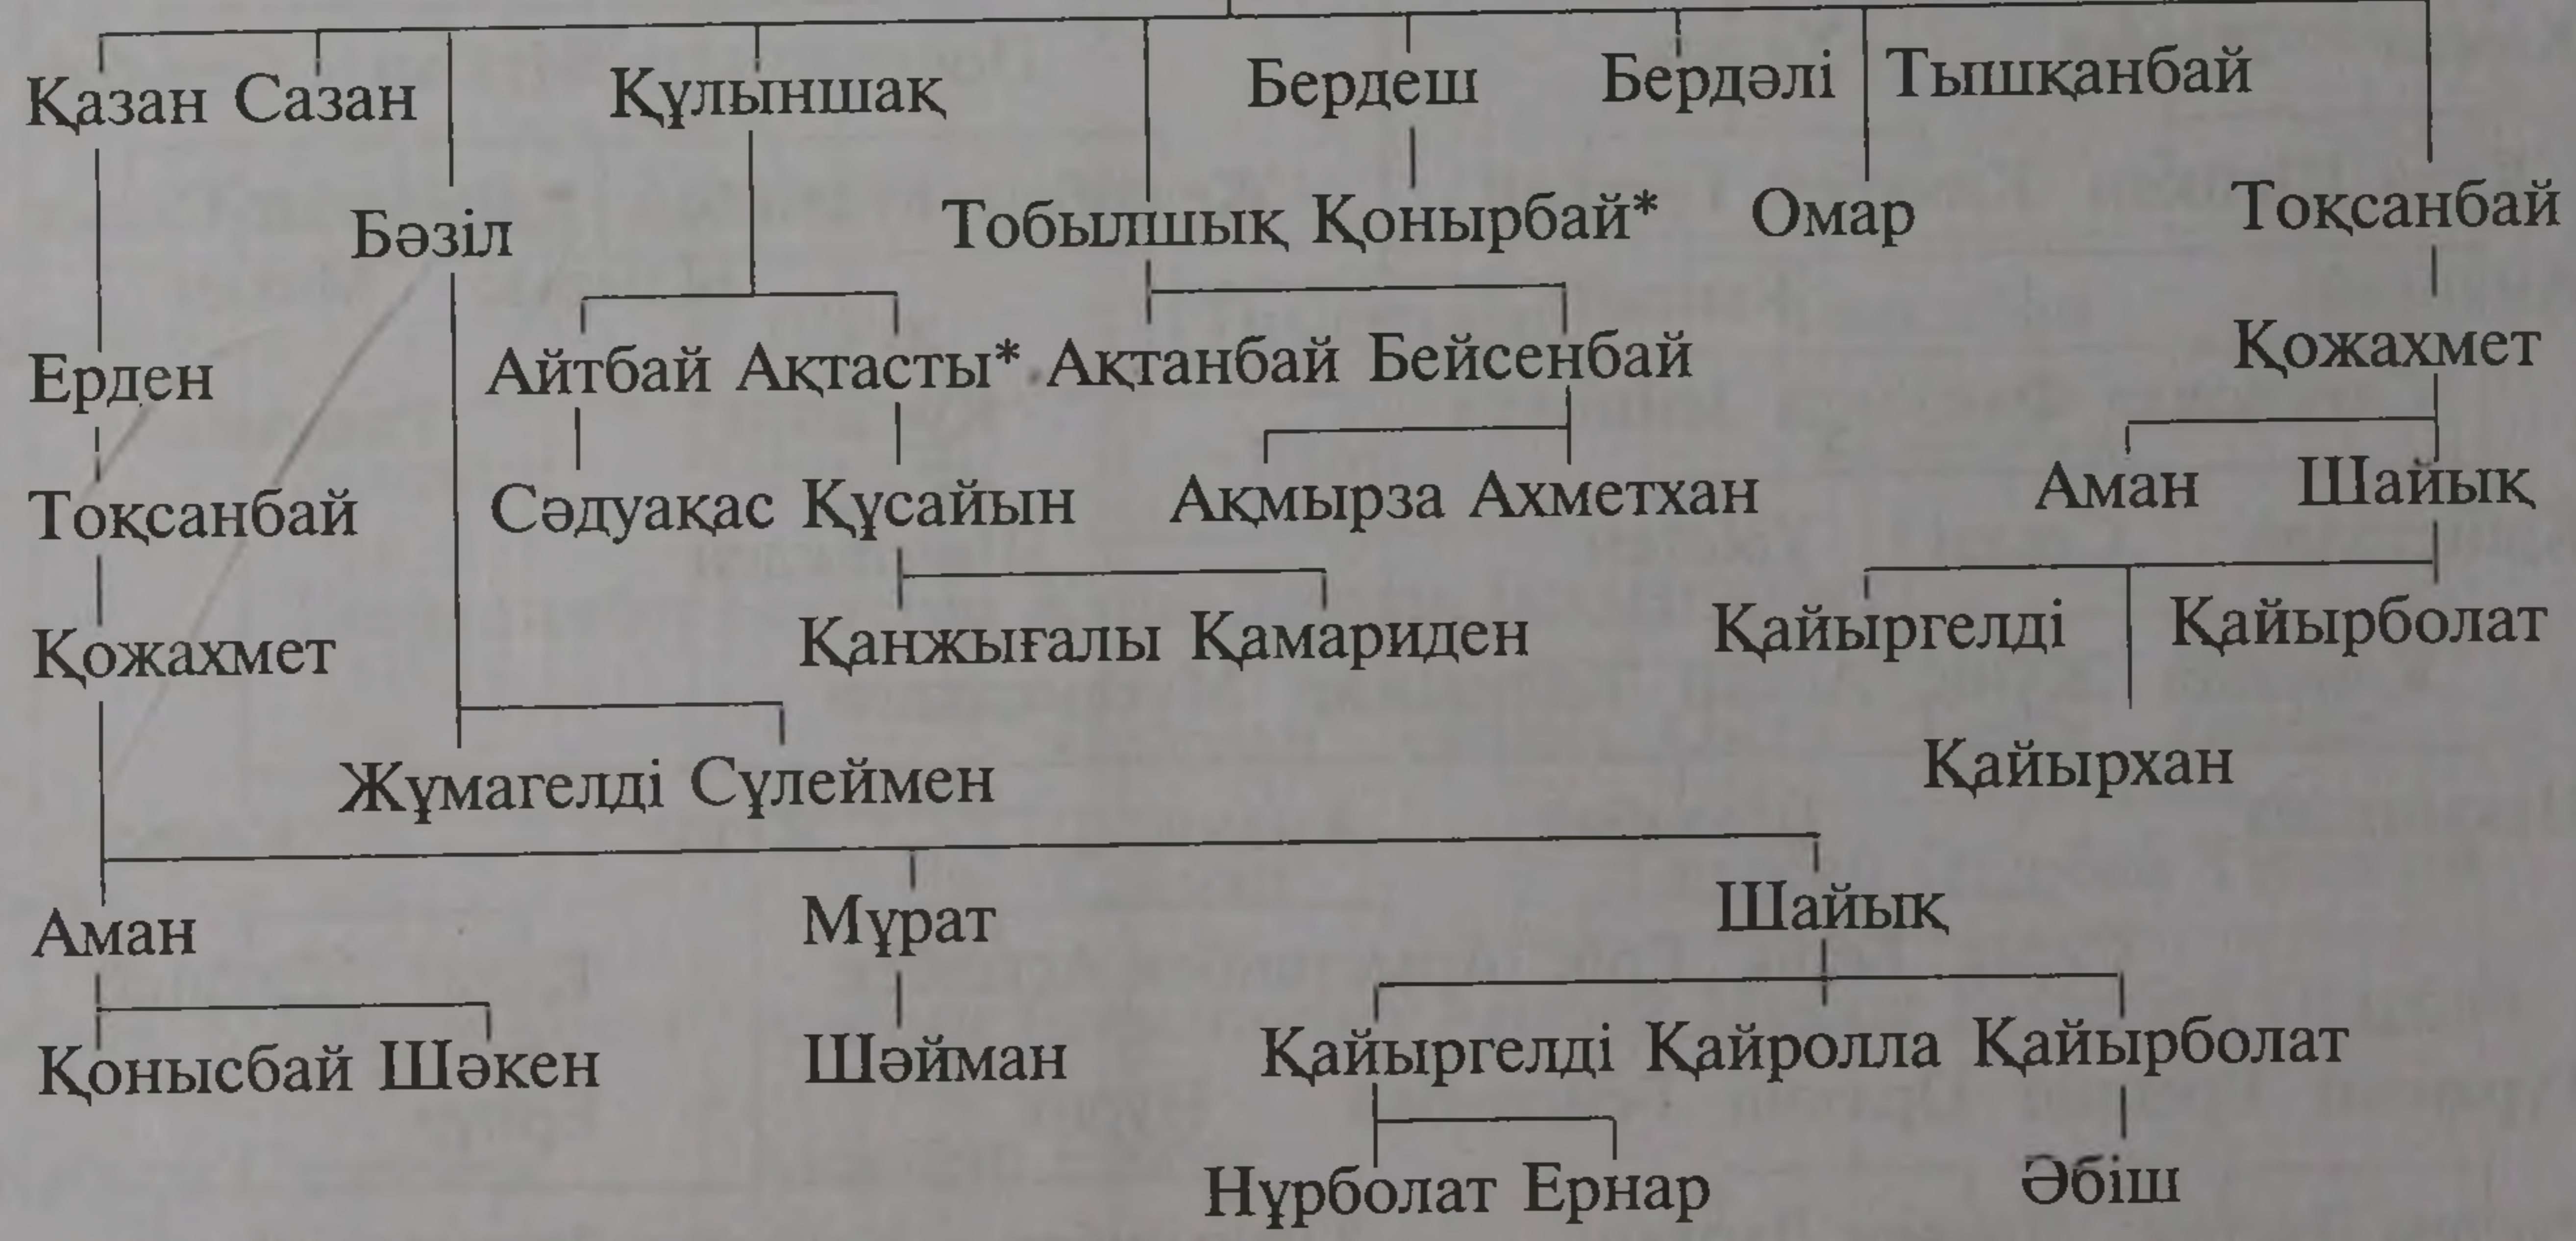 Қазан Сазан Құлыншақ Бердеш Бердәлі Тышқанбай
Бәзіл Тобылшық Қонырбай* Омар Тоқсанбай
Ерден Айтбай Ақтасты* Ақтанбай Бейсенбай Қожахмет
Тоқсанбай Сәдуақас Құсайын Ақмырза Ахметхан Аман Шайық
Қожахмет Қанжығалы Қамариден Қайыргелді Қайырболат
Жұмагелді Сүлеймен Қайырхан
Аман Мұрат Шайық
Қонысбай Шәкен Шәйман Қайыргелді Қайролла Қайырболат
Нұрболат Ернар Әбіш